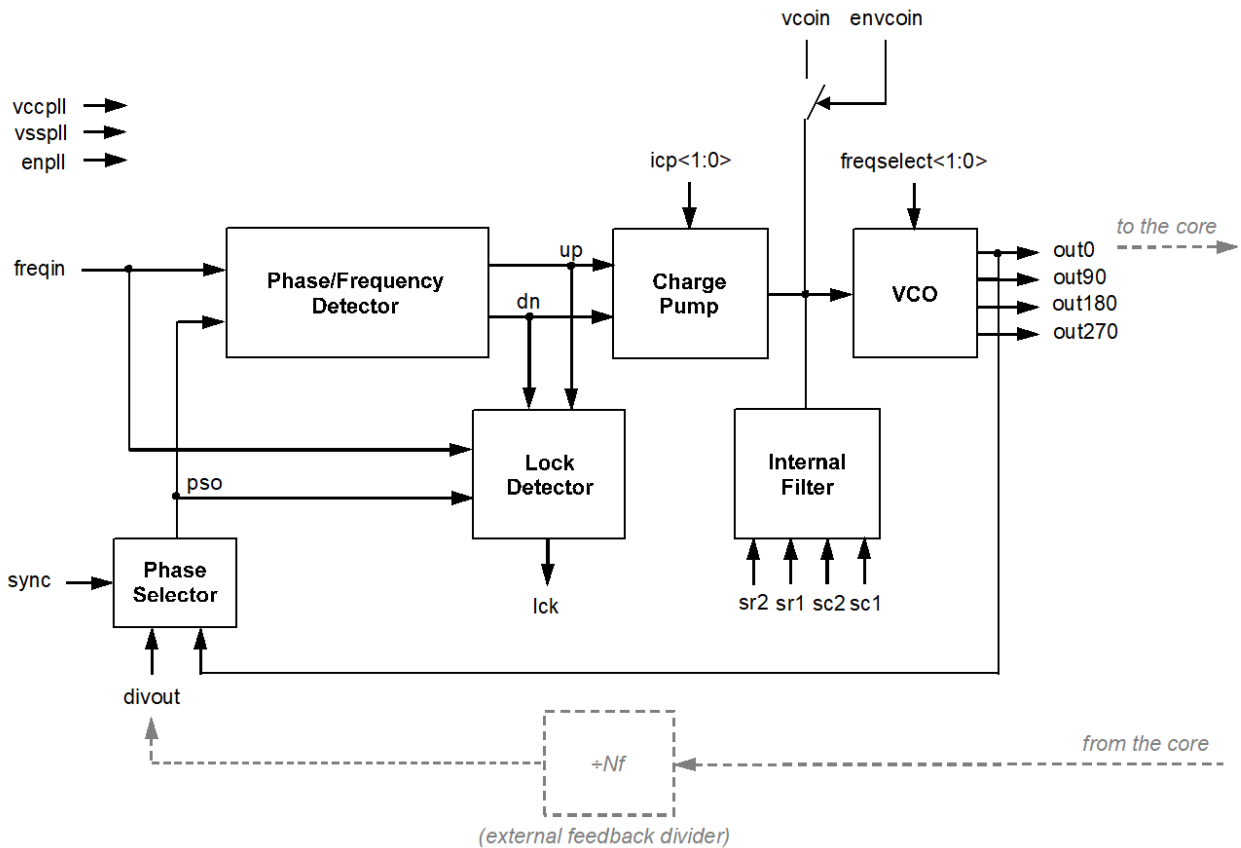 vcoin envcoin
vccpll
vsspll
enpll
icp<1:0> freqselect<1:0>
to the core
freqin
Phase/Frequency
Detector
up
dn
Charge
Pump
VCO
out0
out90
out180
out270
Lock
Detector
Internal
Filter
pso
sync
Phase
Selector
lck
sr2 sr1 sc2 sc1
divout
÷Nf
from the core
(external feedback divider)